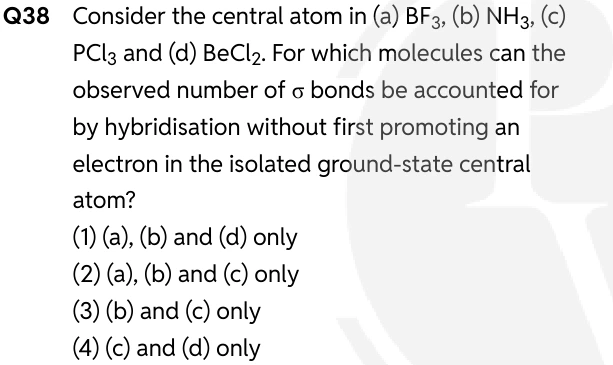 Q38 Consider the central atom in (a) BF₃, (b) NH₃, (c)
PCl₃ and (d) BeCl₂. For which molecules can the
observed number of σ bonds be accounted for
by hybridisation without first promoting an
electron in the isolated ground-state central
atom?
(1) (a), (b) and (d) only
(2) (a), (b) and (c) only
(3) (b) and (c) only
(4) (c) and (d) only